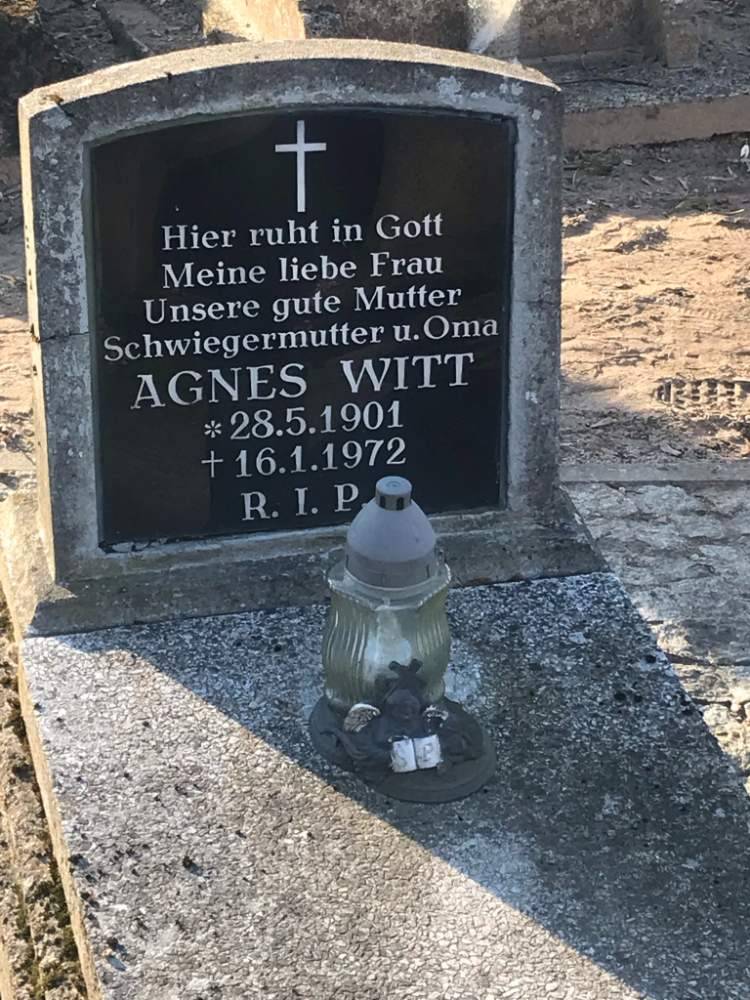 Hier ruht in Gott
Meine liebe Frau
Unsere gute Mutter
Schwiegermutter u. Oma
AGNES WITT
*28.5.1901
†16.1.1972
R. I. P.